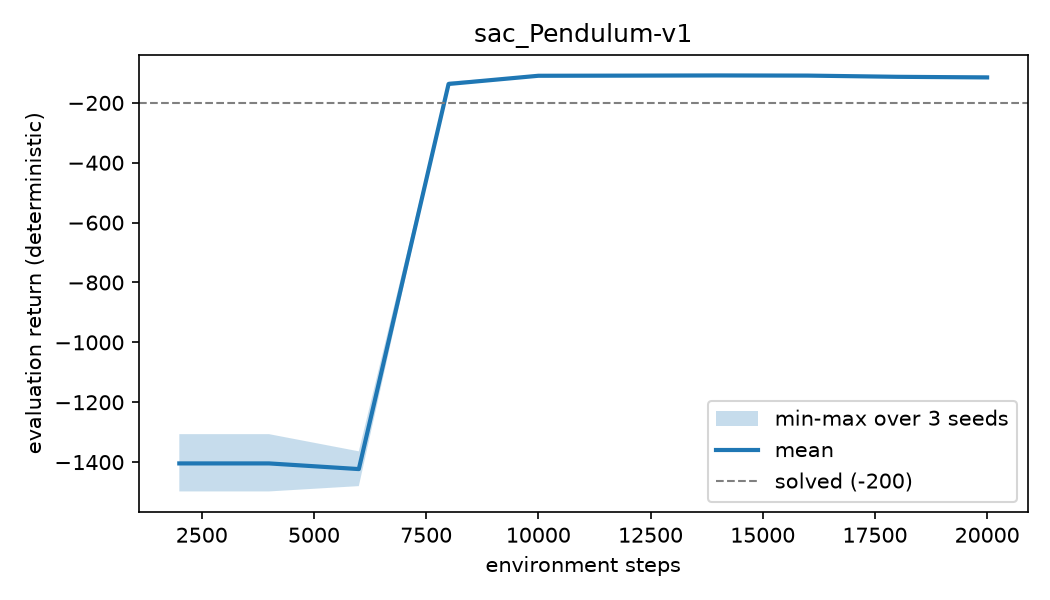 sac_Pendulum-v1
evaluation return (deterministic)
−200
−400
−600
−800
−1000
−1200
−1400
min-max over 3 seeds
mean
solved (-200)
2500
5000
7500
10000
12500
15000
17500
20000
environment steps